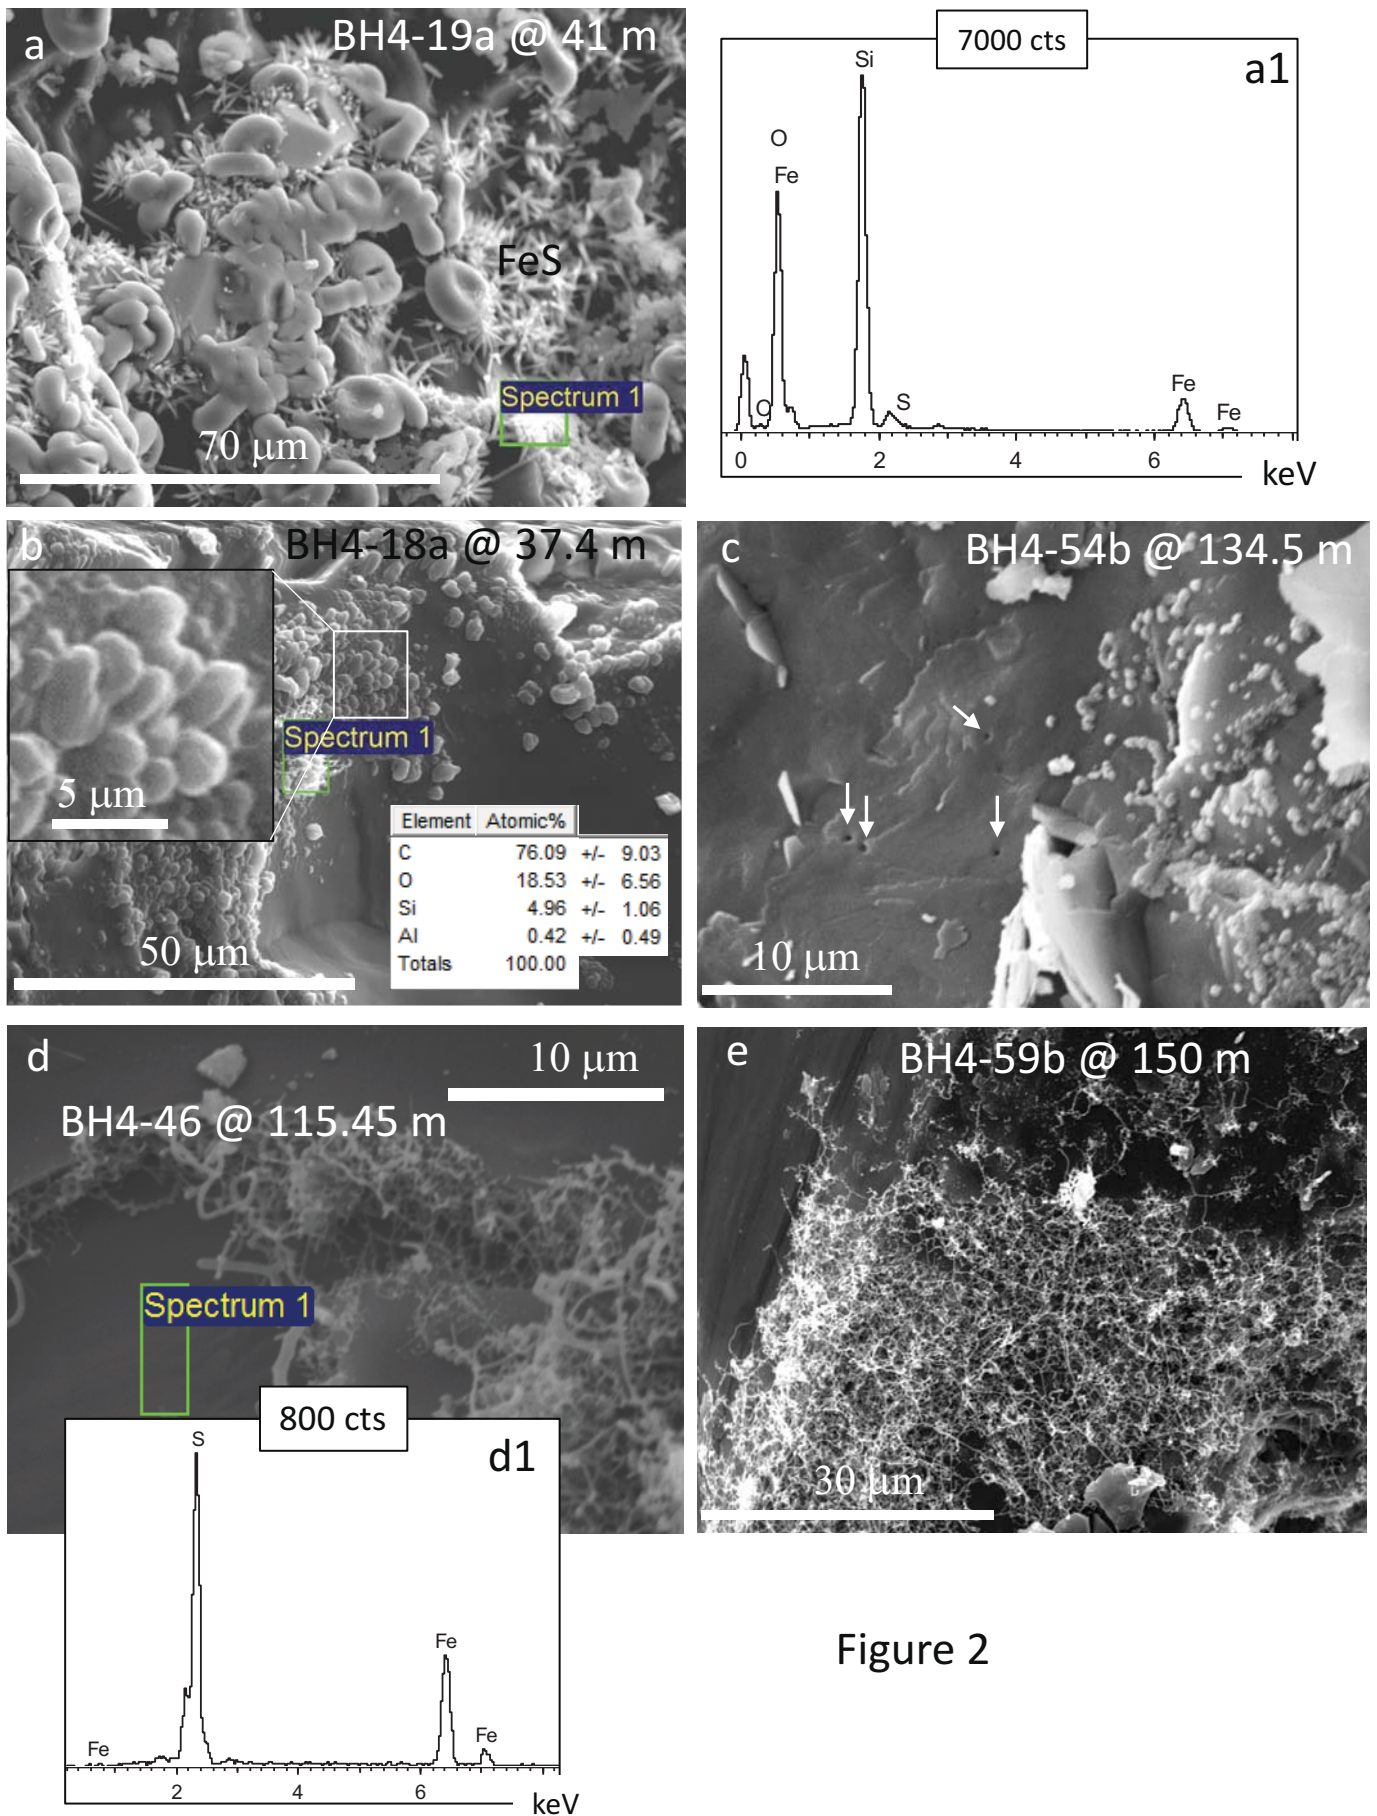 a
BH4-19a @ 41 m
FeS
Spectrum 1
70 µm
7000 cts
a1
Si
O
Fe
C
S
Fe
Fe
0 2 4 6
keV
b
BH4-18a @ 37.4 m
Spectrum 1
5 µm
Element Atomic%
C 76.09 +/- 9.03
O 18.53 +/- 6.56
Si 4.96 +/- 1.06
Al 0.42 +/- 0.49
Totals 100.00
50 µm
c
BH4-54b @ 134.5 m
10 µm
d
10 µm
BH4-46 @ 115.45 m
Spectrum 1
800 cts
d1
S
Fe
Fe
Fe
2 4 6
keV
e
BH4-59b @ 150 m
30 µm
Figure 2